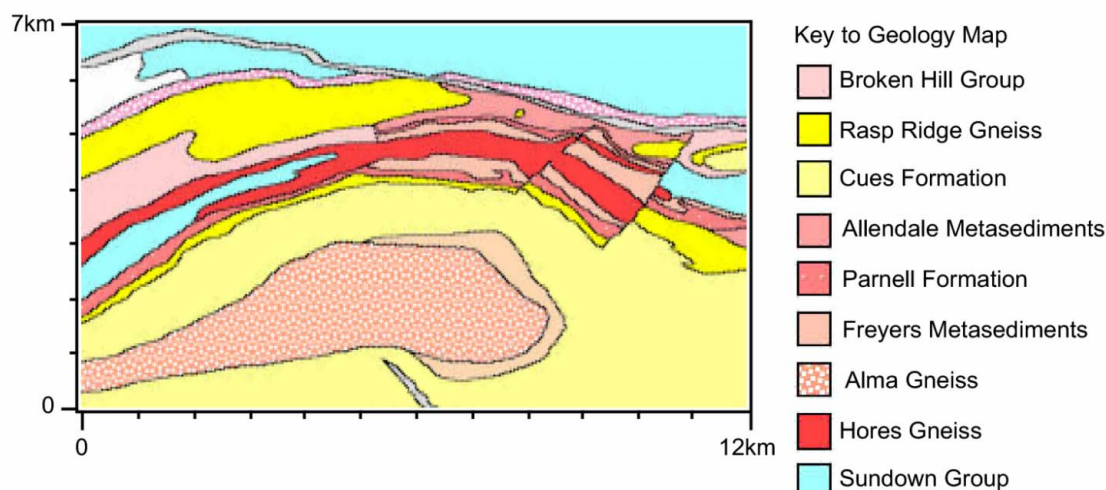 7km
0
0
12km
Key to Geology Map
Broken Hill Group
Rasp Ridge Gneiss
Cues Formation
Allendale Metasediments
Parnell Formation
Freyers Metasediments
Alma Gneiss
Hores Gneiss
Sundown Group